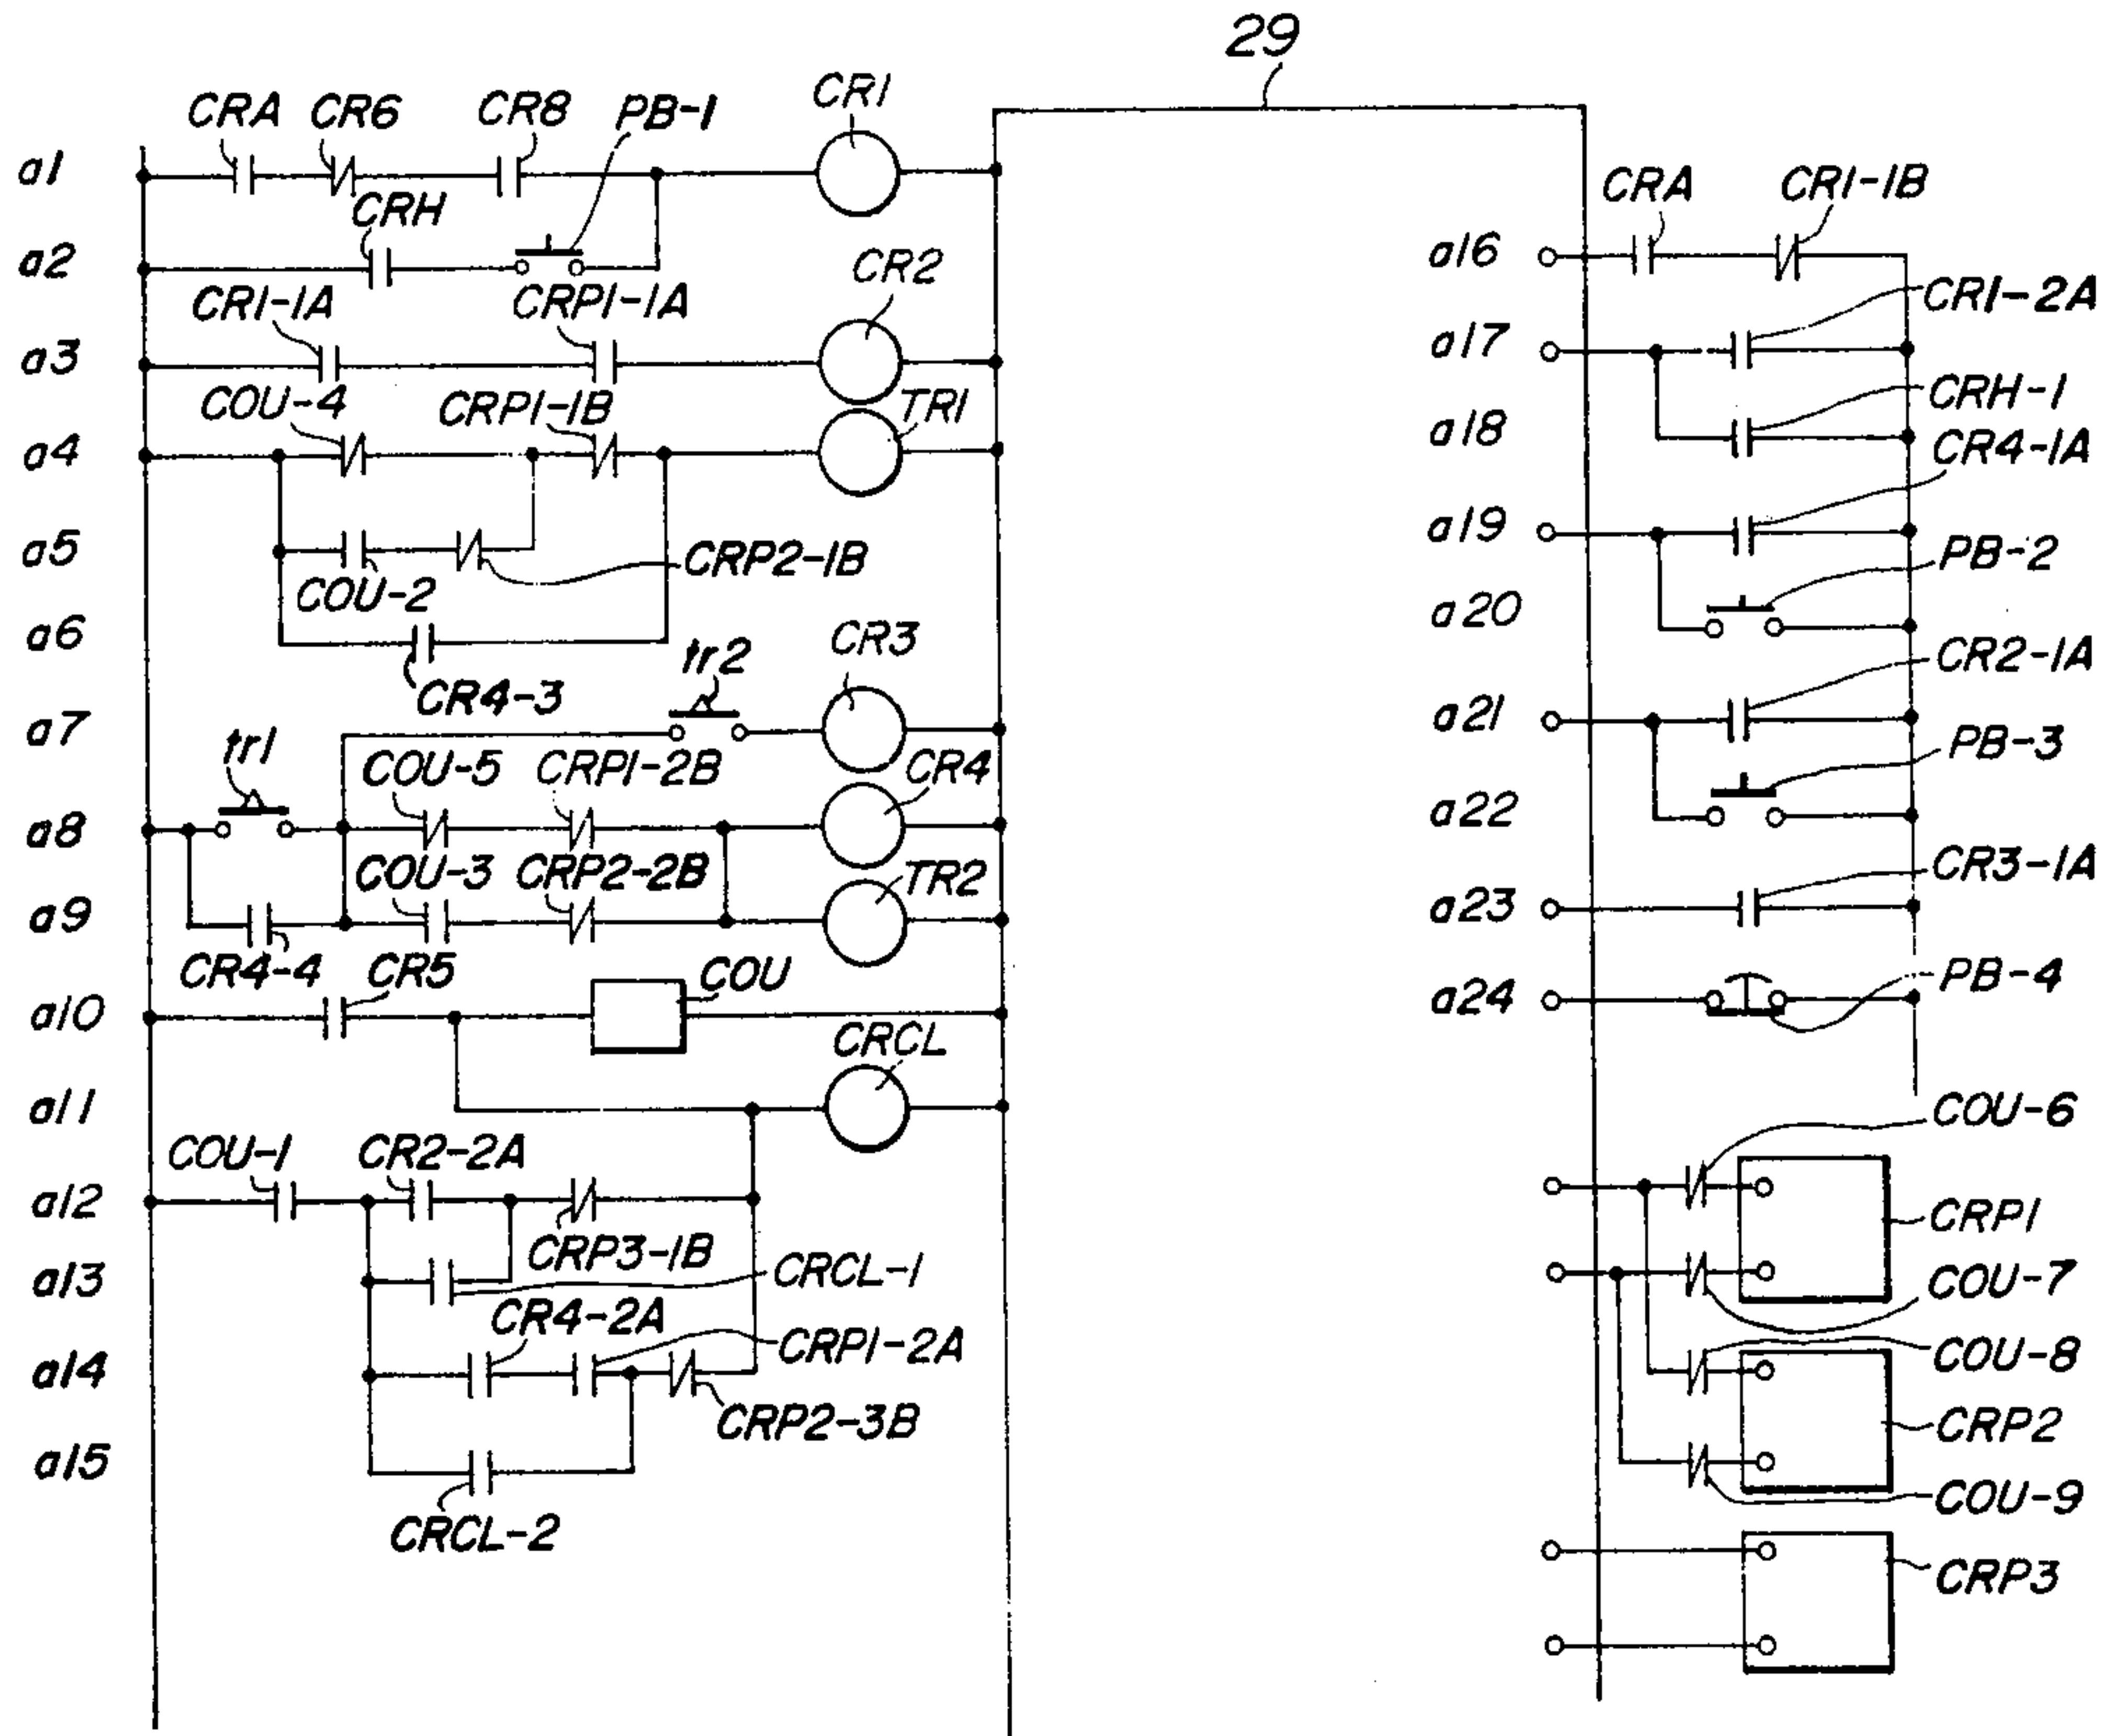 29
CRA CR6 CR8 PB-1 CR1
a1
CRH
a2
CR1-1A CRP1-1A CR2
a3
COU-4 CRP1-1B TR1
a4
a5
COU-2 CRP2-1B
a6
CR4-3 tr2 CR3
a7
tr1 COU-5 CRP1-2B CR4
a8
COU-3 CRP2-2B TR2
a9
CR4-4 CR5 COU
a10
CRCL
a11
COU-1 CR2-2A
a12
CRP3-1B CRCL-1
a13
CR4-2A CRP1-2A
a14
CRP2-3B
a15
CRCL-2
CRA CR1-1B
a16
CR1-2A
a17
CRH-1
a18
CR4-1A
a19
PB-2
a20
CR2-1A
a21
PB-3
a22
CR3-1A
a23
PB-4
a24
COU-6
CRP1
COU-7
COU-8
CRP2
COU-9
CRP3